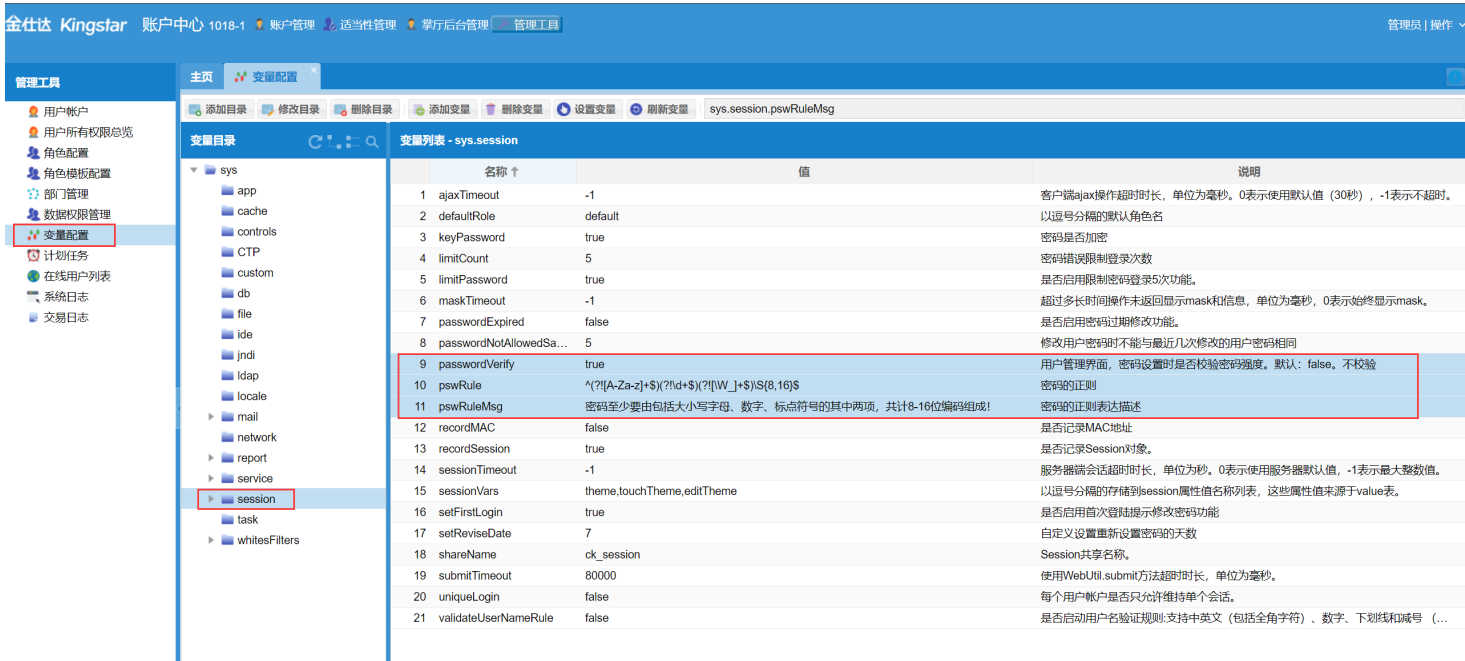 金仕达 Kingstar 账户中心 1018-1 账户管理 适当性管理 掌厅后台管理 管理工具 管理员 | 操作
管理工具
用户帐户
用户所有权限总览
角色配置
角色模板配置
部门管理
数据权限管理
变量配置
计划任务
在线用户列表
系统日志
交易日志
主页 变量配置
添加目录 修改目录 删除目录 添加变量 删除变量 设置变量 刷新变量 sys.session.pswRuleMsg
变量目录
sys
app
cache
controls
CTP
custom
db
file
ide
jndi
ldap
locale
mail
network
report
service
session
task
whitesFilters
变量列表 - sys.session
名称 值 说明
1 ajaxTimeout -1 客户端ajax操作超时时长，单位为毫秒。0表示使用默认值（30秒），-1表示不超时。
2 defaultRole default 以逗号分隔的默认角色名
3 keyPassword true 密码是否加密
4 limitCount 5 密码错误限制登录次数
5 limitPassword true 是否启用限制密码登录5次功能。
6 maskTimeout -1 超过多长时间操作未返回显示mask和信息，单位为毫秒，0表示始终显示mask。
7 passwordExpired false 是否启用密码过期修改功能。
8 passwordNotAllowedSa... 5 修改用户密码时不能与最近几次修改的用户密码相同
9 passwordVerify true 用户管理界面，密码设置时是否校验密码强度。默认：false。不校验
10 pswRule ^(?![A-Za-z]+$)(?!\d+$)(?![\W_]+$)\S{8,16}$ 密码的正则
11 pswRuleMsg 密码至少要由包括大小写字母、数字、标点符号的其中两项，共计8-16位编码组成！ 密码的正则表达描述
12 recordMAC false 是否记录MAC地址
13 recordSession true 是否记录Session对象。
14 sessionTimeout -1 服务器端会话超时时长，单位为秒。0表示使用服务器默认值，-1表示最大整数值。
15 sessionVars theme,touchTheme,editTheme 以逗号分隔的存储到session属性值名称列表，这些属性值来源于value表。
16 setFirstLogin true 是否启用首次登陆提示修改密码功能
17 setReviseDate 7 自定义设置重新设置密码的天数
18 shareName ck_session Session共享名称。
19 submitTimeout 80000 使用WebUtil.submit方法超时时长，单位为毫秒。
20 uniqueLogin false 每个用户帐户是否只允许维持单个会话。
21 validateUserNameRule false 是否启动用户名验证规则:支持中英文（包括全角字符）、数字、下划线和减号 （...